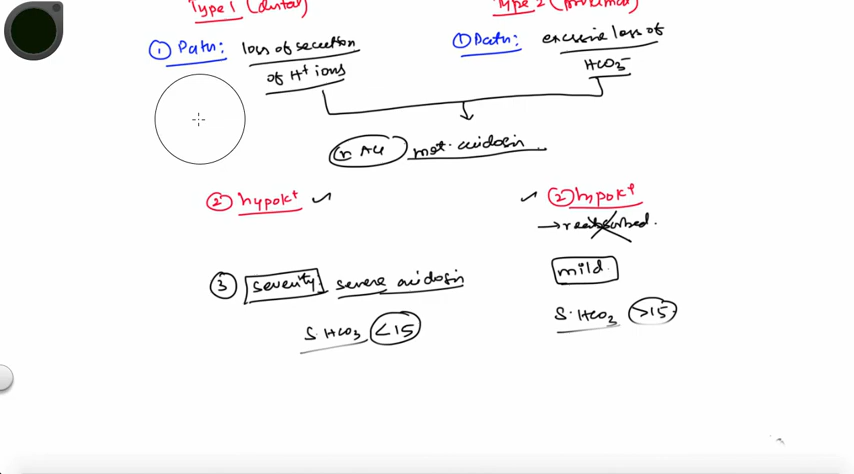 Type 1 (distal)
Type 2 (proximal)
① Path: loss of secretion
of H+ ions
① Path: excessive loss of
HCO3-
n AG met. acidosis
② hypoK+ ✓
✓ ② hypoK+
→ reabsorbed.
③ severity severe acidosis
mild.
S. HCO3 <15
S. HCO3 >15.